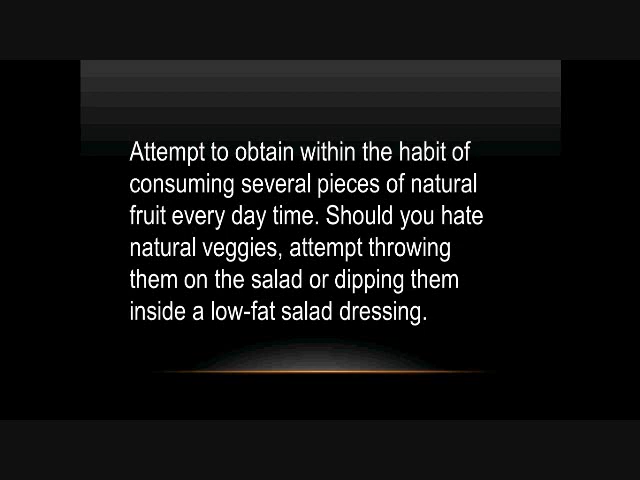 Attempt to obtain within the habit of
consuming several pieces of natural
fruit every day time. Should you hate
natural veggies, attempt throwing
them on the salad or dipping them
inside a low-fat salad dressing.